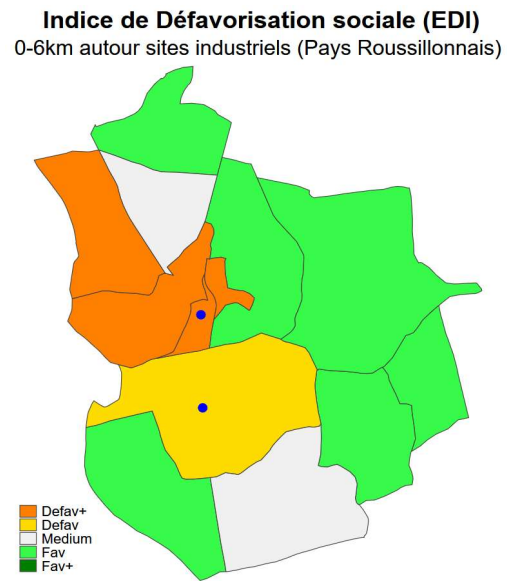 Indice de Défavorisation sociale (EDI)
0-6km autour sites industriels (Pays Roussillonnais)
Defav+
Defav
Medium
Fav
Fav+